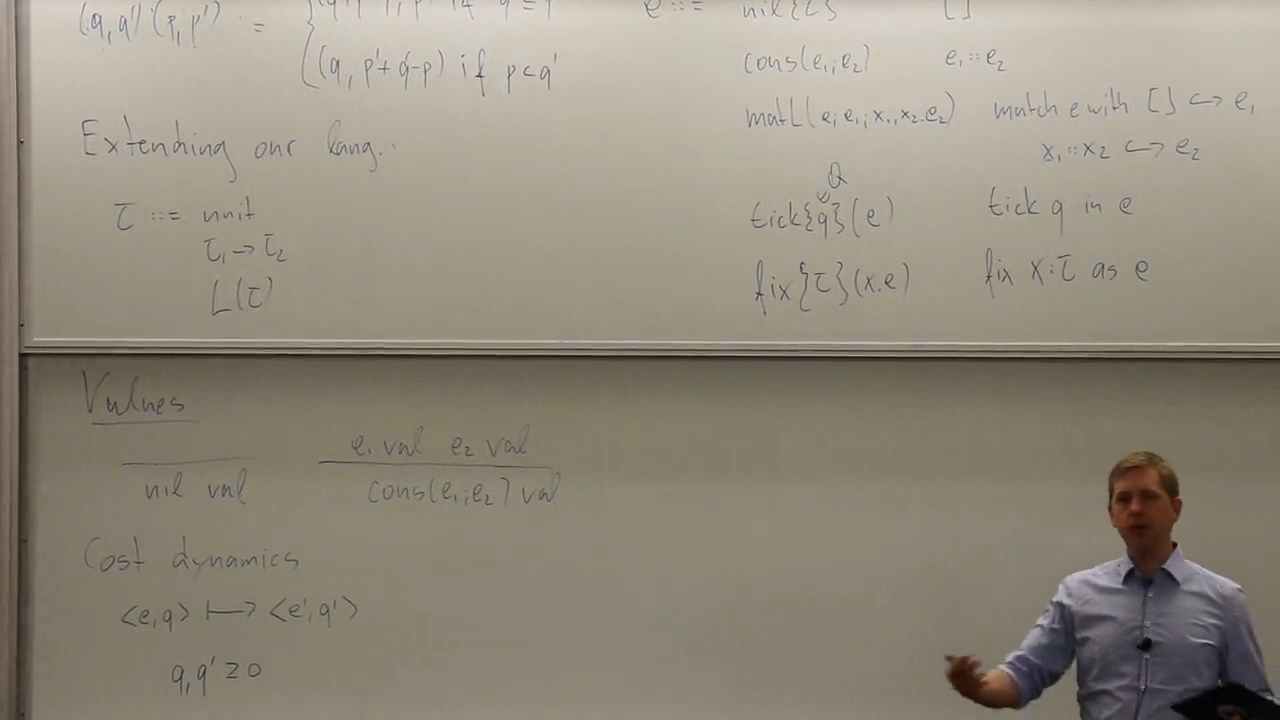 (q,q')·(p,p') =
(q, p'+q'-p) if p<q'
Extending our lang.:
τ ::= unit
τ₁ → τ₂
L(τ)
e ::= nil{τ} []
cons(e₁;e₂) e₁::e₂
matL(e;e₁;x₁,x₂.e₂) match e with [] ↪ e₁
x₁::x₂ ↪ e₂
Q
tick{q}(e) tick q in e
fix{τ}(x.e) fix x:τ as e
Values
e₁ val e₂ val
nil val cons(e₁;e₂) val
Cost dynamics
<e,q> ↦ <e',q'>
q,q' ≥ 0